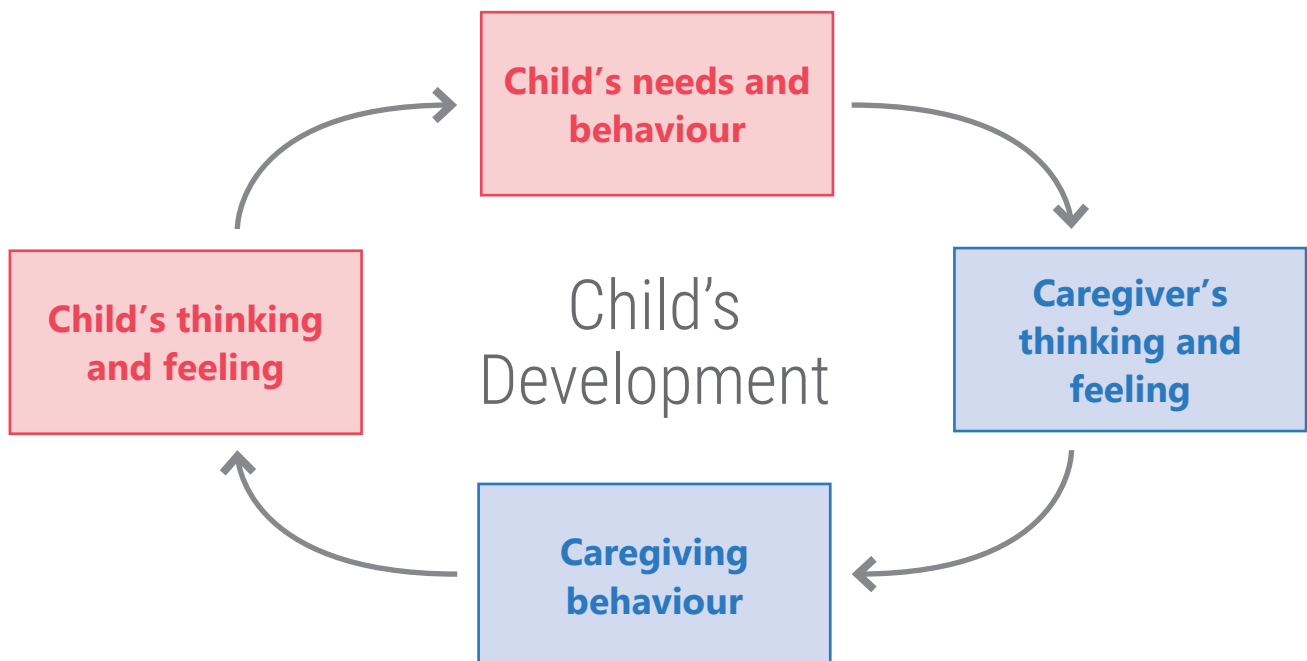 Child’s needs and
behaviour
Child’s thinking
and feeling
Child’s
Development
Caregiver’s
thinking and
feeling
Caregiving
behaviour